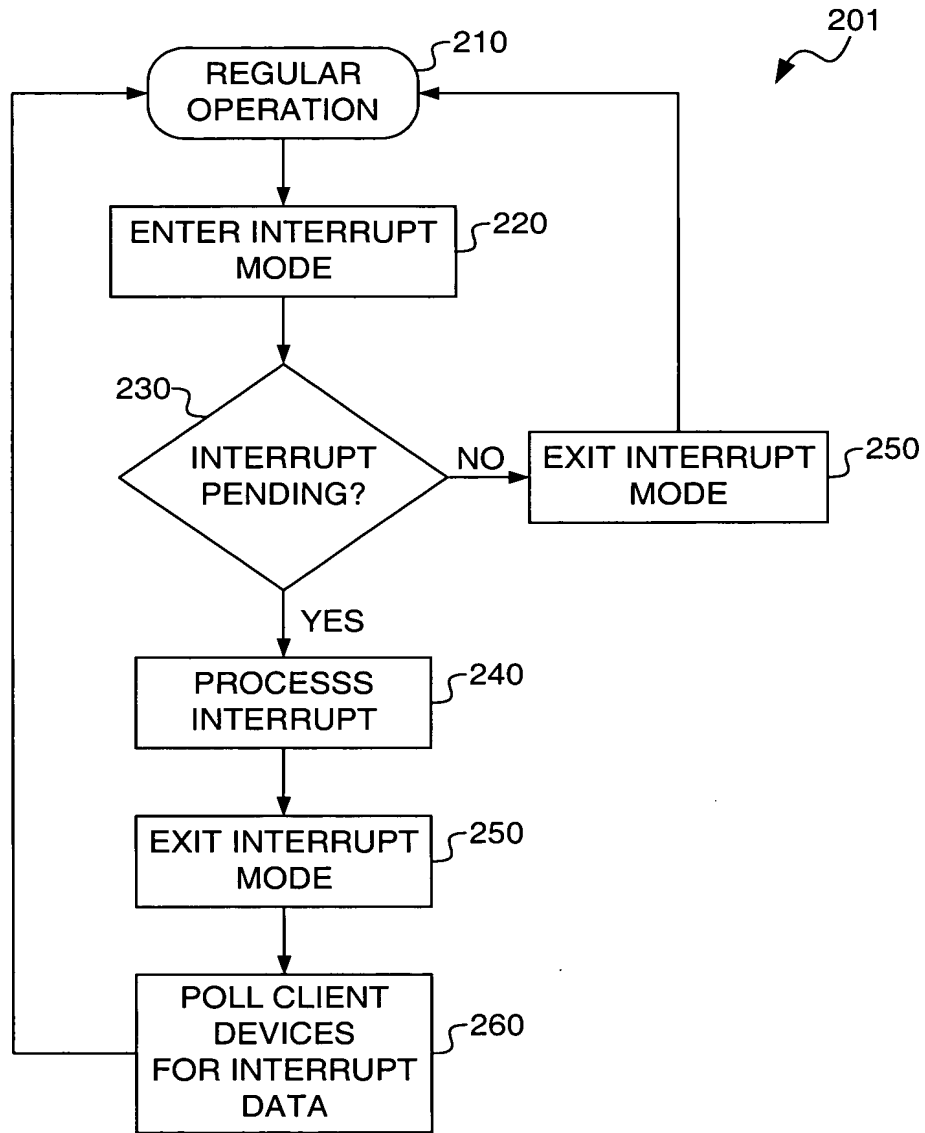 201
210
REGULAR
OPERATION
220
ENTER INTERRUPT
MODE
230
INTERRUPT
PENDING?
NO
EXIT INTERRUPT
MODE
250
YES
PROCESSS
INTERRUPT
240
EXIT INTERRUPT
MODE
250
POLL CLIENT
DEVICES
FOR INTERRUPT
DATA
260